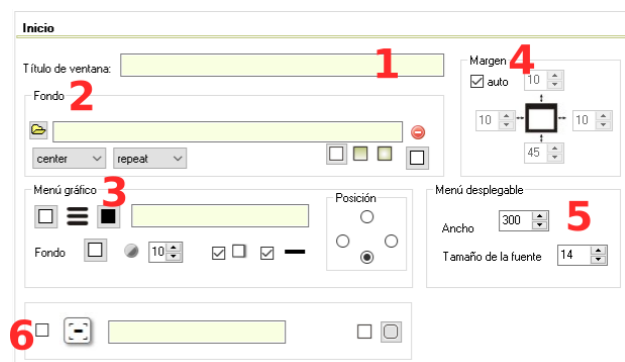 Inicio
Título de ventana: 1
Fondo 2
center repeat
Margen 4
auto 10
10 10
45
Menú gráfico 3
Fondo 10
Posición
Menú desplegable
Ancho 300 5
Tamaño de la fuente 14
6